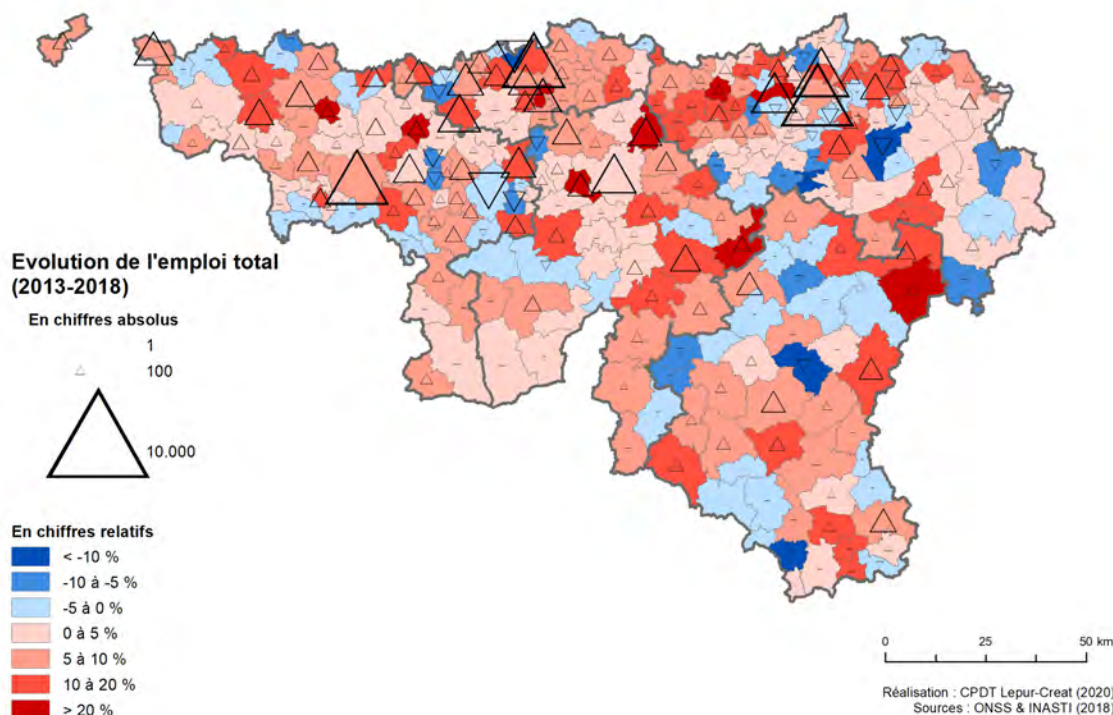 Evolution de l'emploi total
(2013-2018)
En chiffres absolus
1
100
10.000
En chiffres relatifs
< -10 %
-10 à -5 %
-5 à 0 %
0 à 5 %
5 à 10 %
10 à 20 %
> 20 %
0 25 50 km
Réalisation : CPDT Lepur-Creat (2020)
Sources : ONSS & INASTI (2018)